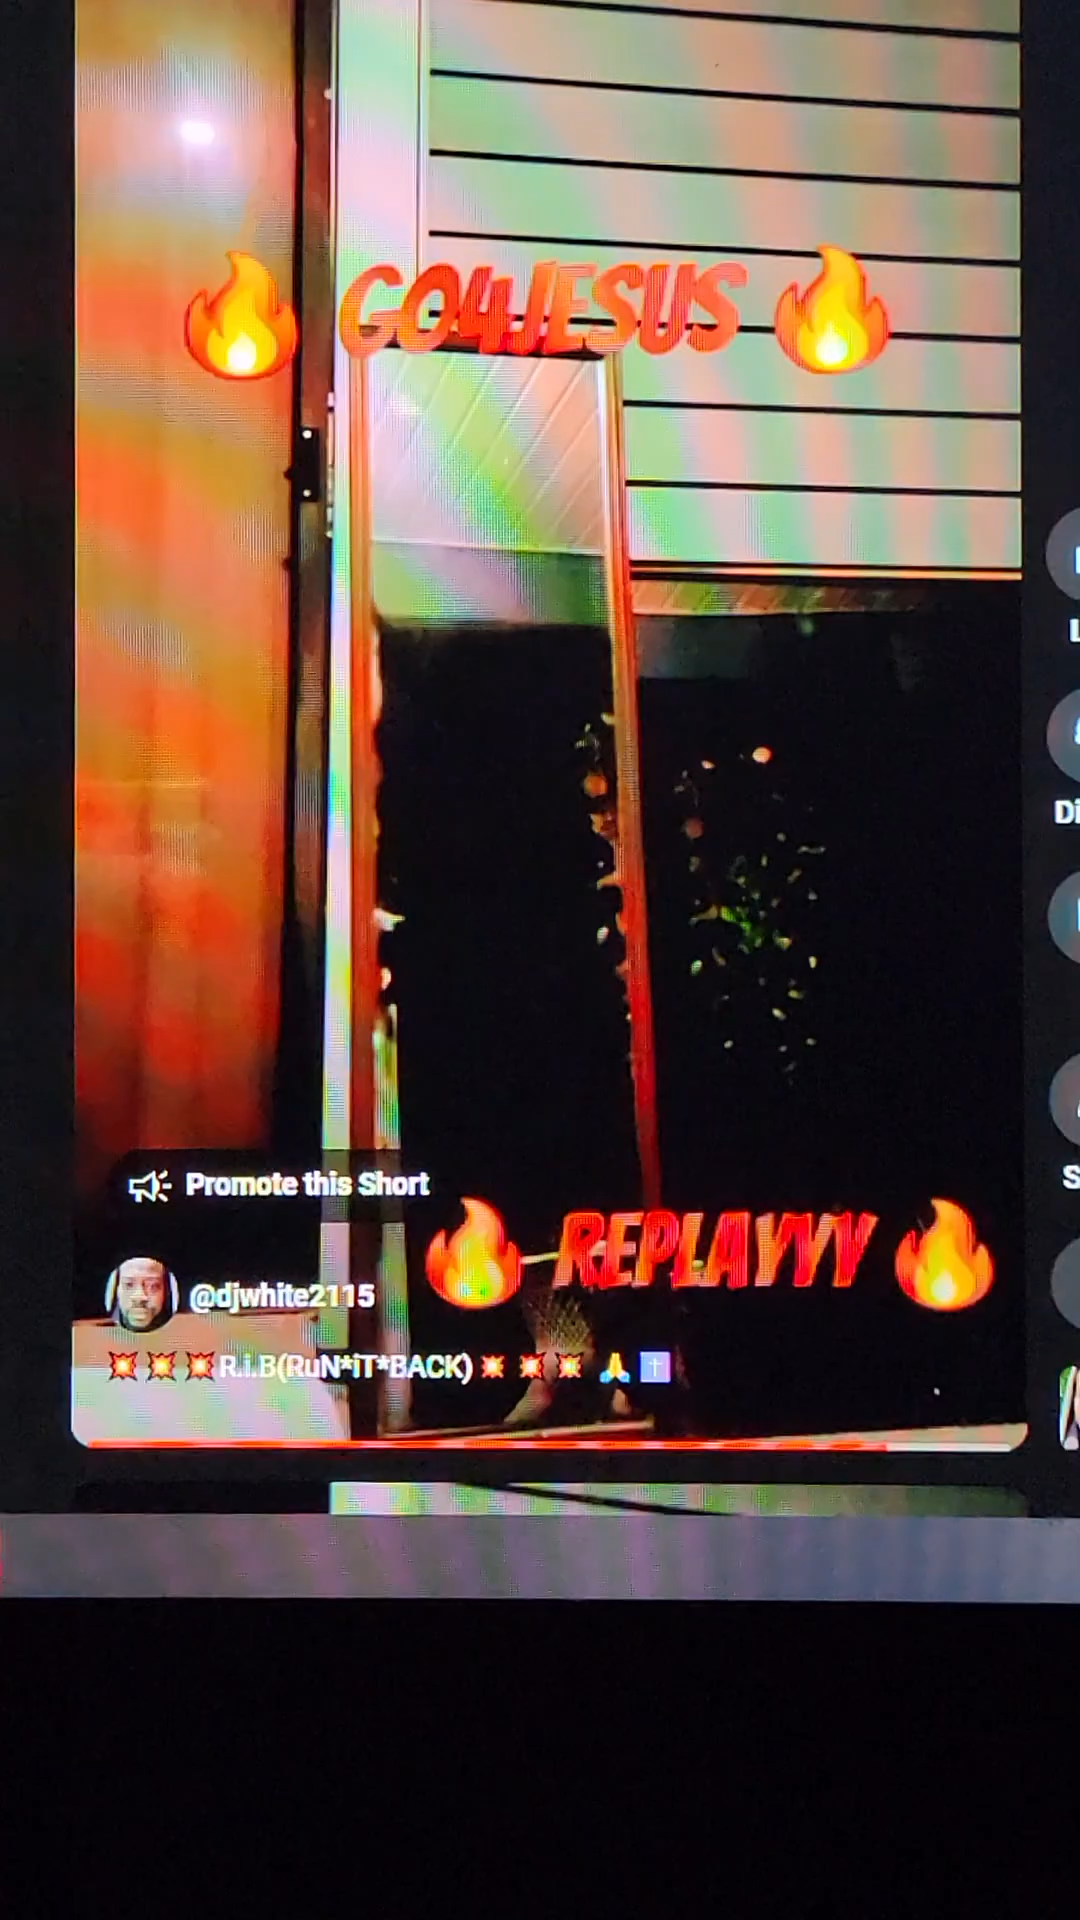 🔥 GO4JESUS 🔥
Promote this Short
🔥 REPLAYYY 🔥
@djwhite2115
💥 💥 💥R.i.B(RuN*iT*BACK)💥 💥 💥 🙏 ✝️